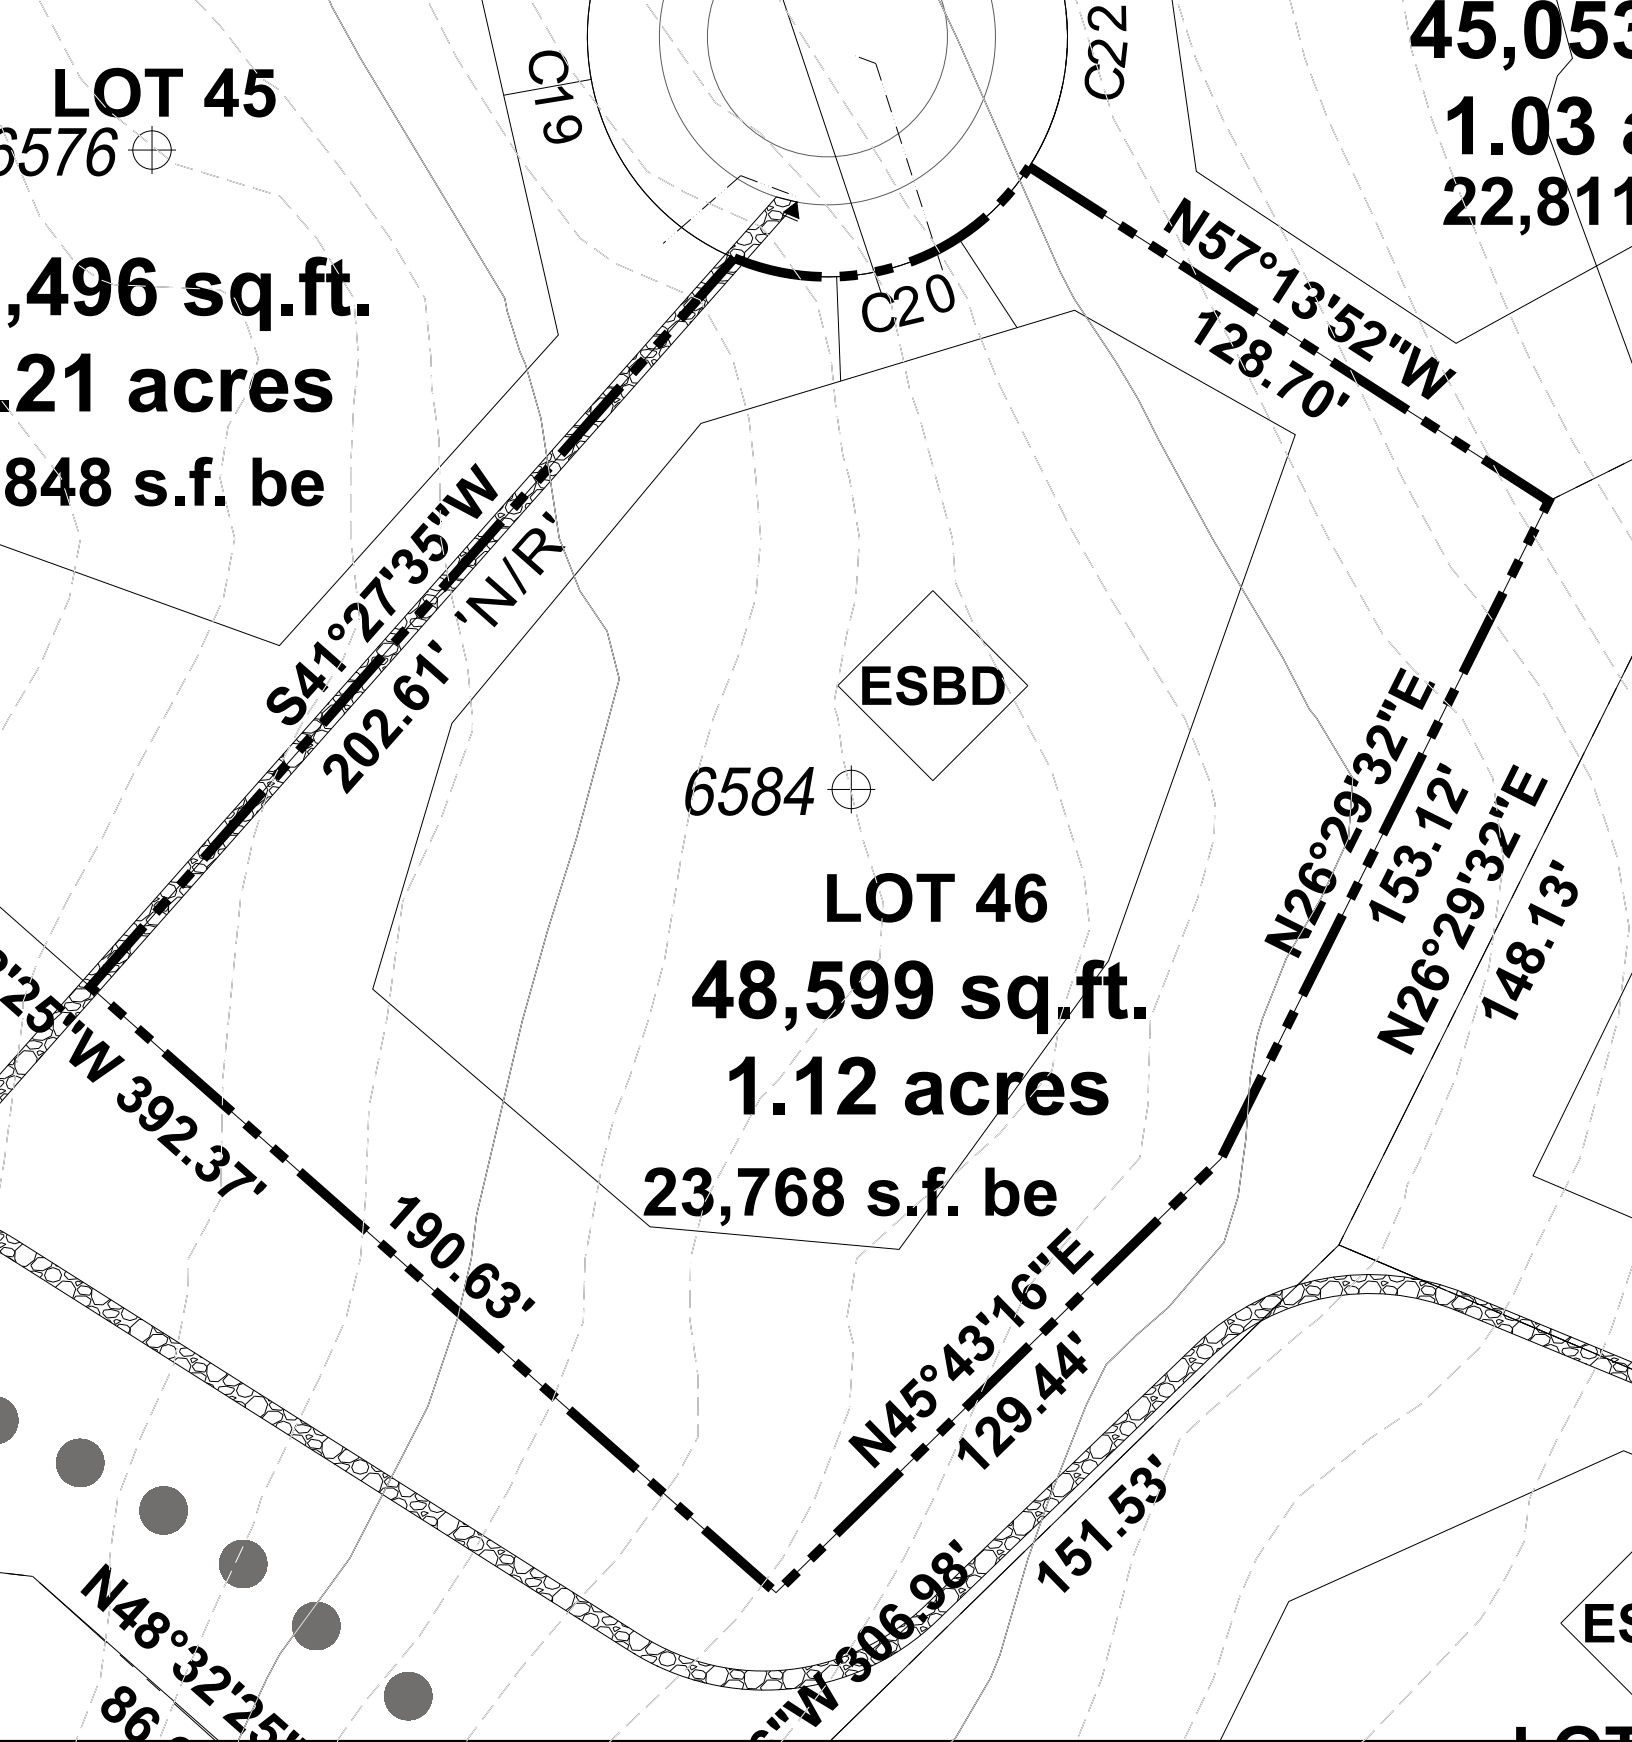 LOT 45
6576
,496 sq.ft.
.21 acres
848 s.f. be
C19
C20
C22
45,053
1.03 a
22,811
N57°13'52"W
128.70'
S41°27'35"W
202.61' 'N/R'
ESBD
6584
LOT 46
48,599 sq.ft.
1.12 acres
23,768 s.f. be
N26°29'32"E
153.12'
N26°29'32"E
148.13'
'25"W 392.37'
190.63'
N45°43'16"E
129.44'
151.53'
"W 306.98'
N48°32'25"
86
ES
LOT